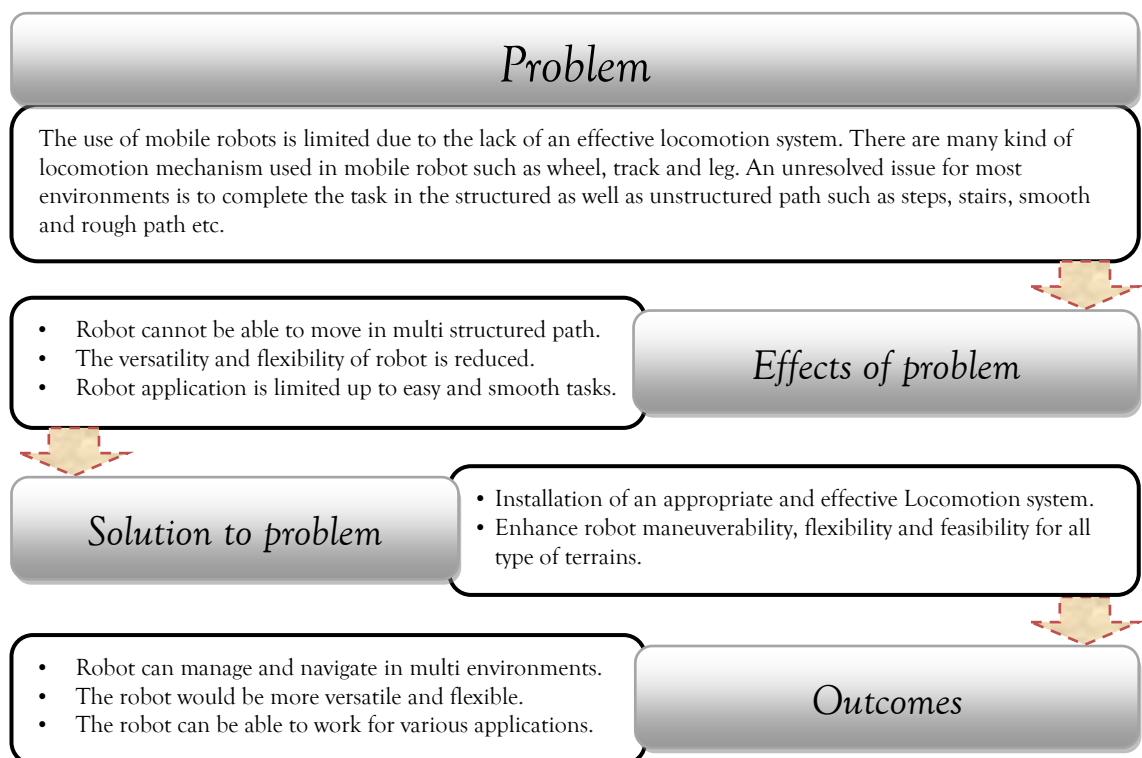 Problem
The use of mobile robots is limited due to the lack of an effective locomotion system. There are many kind of
locomotion mechanism used in mobile robot such as wheel, track and leg. An unresolved issue for most
environments is to complete the task in the structured as well as unstructured path such as steps, stairs, smooth
and rough path etc.
• Robot cannot be able to move in multi structured path.
• The versatility and flexibility of robot is reduced.
• Robot application is limited up to easy and smooth tasks.
Effects of problem
Solution to problem
• Installation of an appropriate and effective Locomotion system.
• Enhance robot maneuverability, flexibility and feasibility for all
type of terrains.
• Robot can manage and navigate in multi environments.
• The robot would be more versatile and flexible.
• The robot can be able to work for various applications.
Outcomes